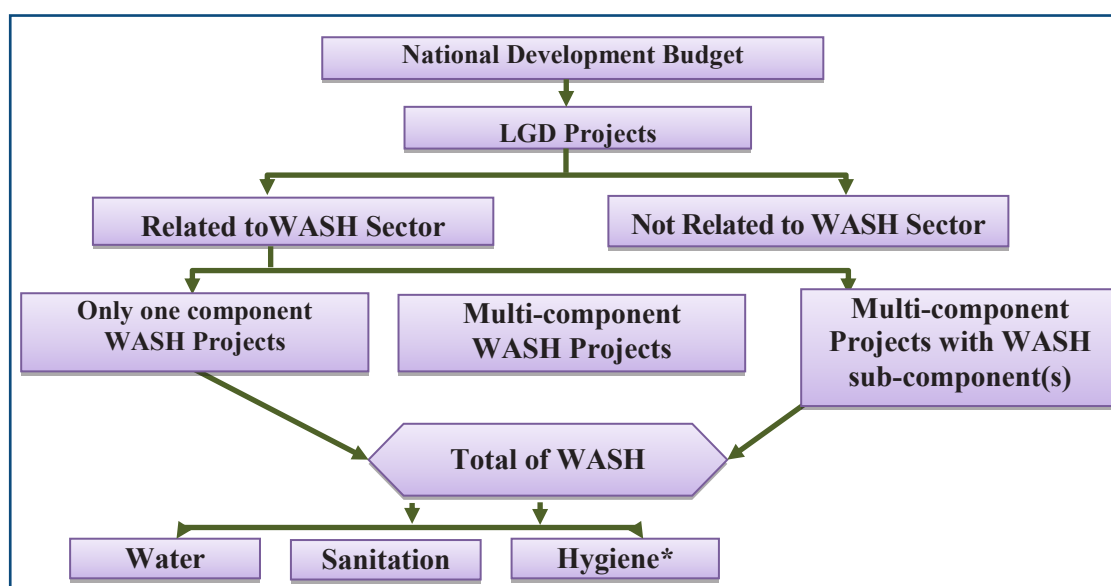 National Development Budget
LGD Projects
Related toWASH Sector
Not Related to WASH Sector
Only one component
WASH Projects
Multi-component
WASH Projects
Multi-component
Projects with WASH
sub-component(s)
Total of WASH
Water
Sanitation
Hygiene*